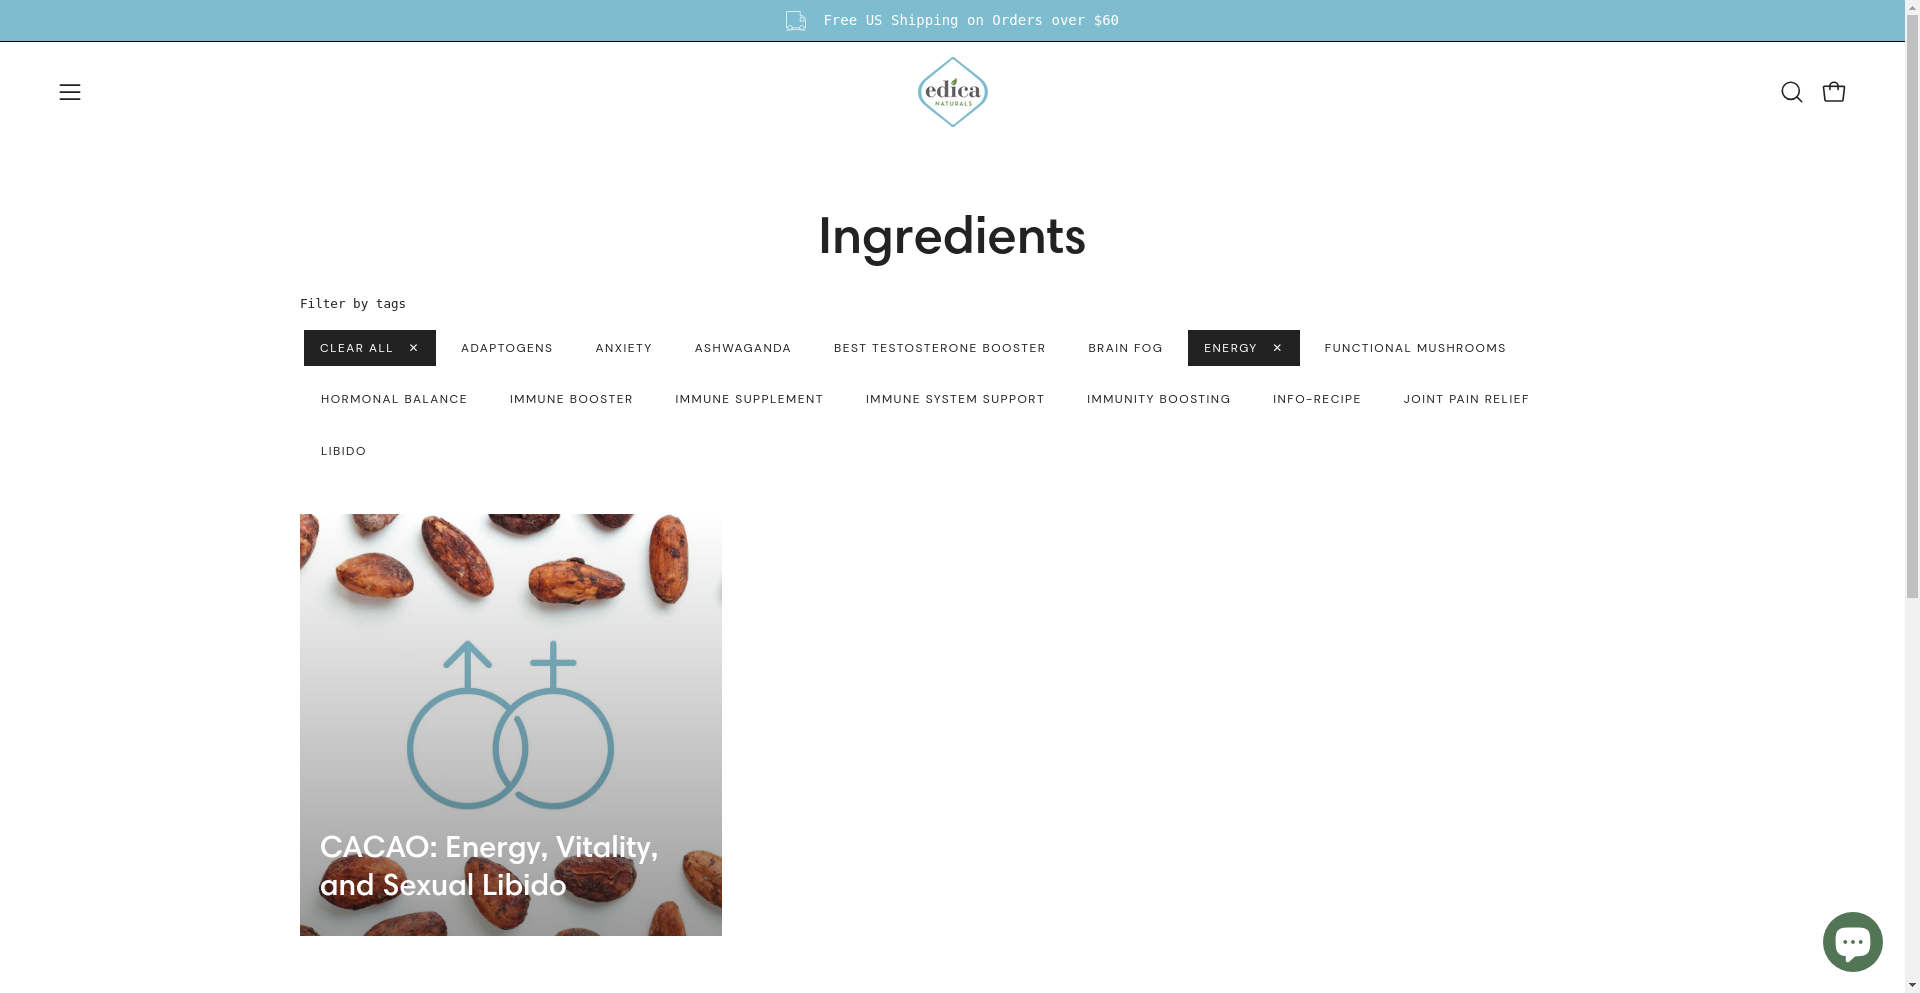 Free US Shipping on Orders over $60
edica
NATURALS
Ingredients
Filter by tags
CLEAR ALL ×
ADAPTOGENS
ANXIETY
ASHWAGANDA
BEST TESTOSTERONE BOOSTER
BRAIN FOG
ENERGY ×
FUNCTIONAL MUSHROOMS
HORMONAL BALANCE
IMMUNE BOOSTER
IMMUNE SUPPLEMENT
IMMUNE SYSTEM SUPPORT
IMMUNITY BOOSTING
INFO-RECIPE
JOINT PAIN RELIEF
LIBIDO
CACAO: Energy, Vitality,
and Sexual Libido